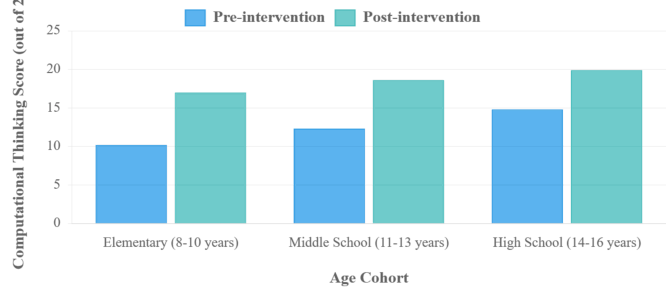 Pre-intervention Post-intervention
Computational Thinking Score (out of 2
25
20
15
10
5
0
Elementary (8-10 years) Middle School (11-13 years) High School (14-16 years)
Age Cohort